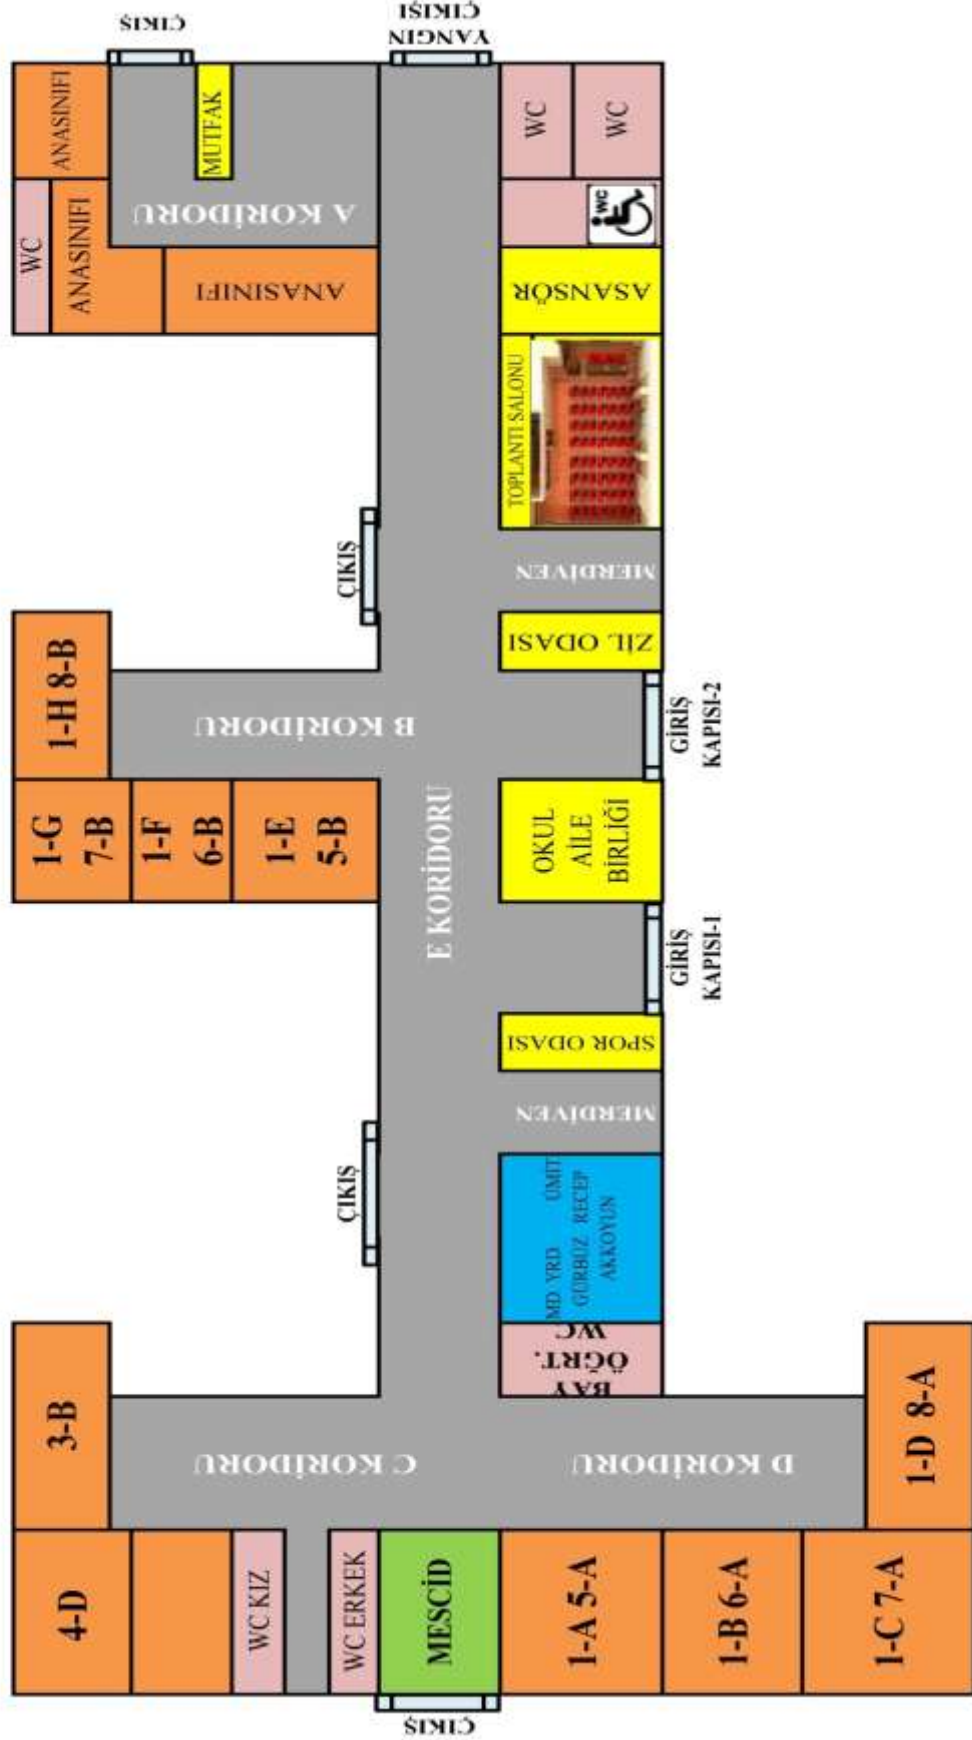 ÇIKIŞ
YANGIN
ÇIKIŞI
ANASINIFI
MUTFAK
WC
WC
WC
ANASINIFI
A KORİDORU
WC
ANASINIFI
ASANSÖR
TOPLANTI SALONU
ÇIKIŞ
MERDİVEN
1-H 8-B
ZİL ODASI
B KORİDORU
GİRİŞ
KAPISI-2
1-G
7-B
1-F
6-B
1-E
5-B
E KORİDORU
OKUL
AİLE
BİRLİĞİ
GİRİŞ
KAPISI-1
SPOR ODASI
MERDİVEN
ÇIKIŞ
MD YRD ÜMİT
GÜRBÜZ RECEP
AKKOYUN
BAY
ÖĞRT.
WC
3-B
C KORİDORU
D KORİDORU
1-D 8-A
4-D
WC KIZ
WC ERKEK
MESCİD
1-A 5-A
1-B 6-A
1-C 7-A
ÇIKIŞ